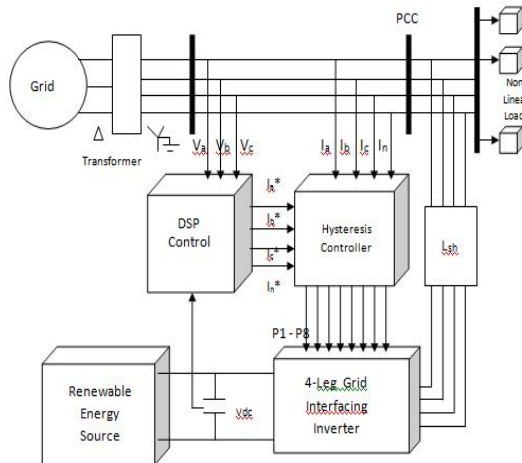 PCC
Grid
Non
Linear
Load
Δ
Transformer
Va Vb Vc
Ia Ib Ic In
DSP
Control
Ia*
Ib*
Ic*
In*
Hysteresis
Controller
Lsh
P1 - P8
Renewable
Energy
Source
Vdc
4-Leg Grid
Interfacing
Inverter